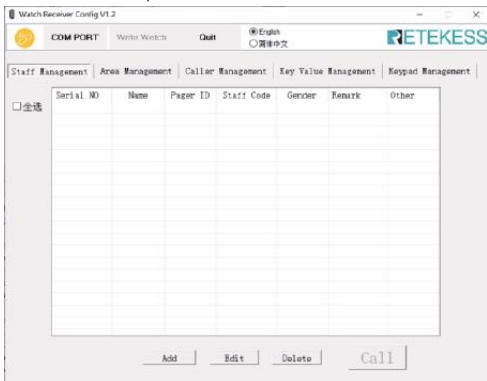 Watch Receiver Config V1.2
COM PORT Write Watch Quit English
简体中文
RETEKESS
Staff Management Area Management Caller Management Key Value Management Keypad Management
全选 Serial NO Name Pager ID Staff Code Gender Remark Other
Add Edit Delete Call